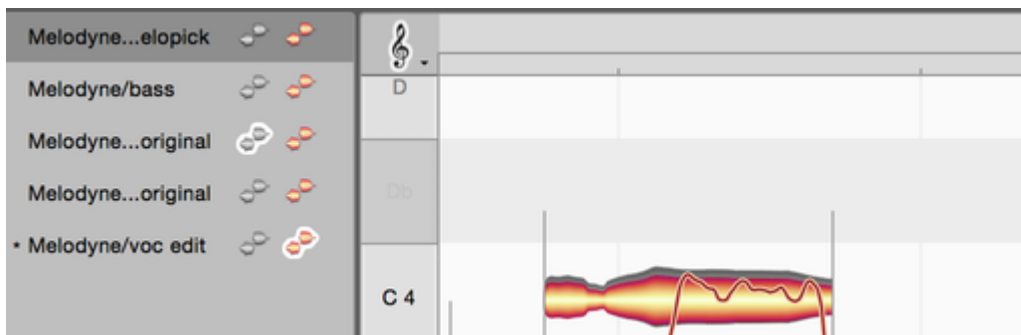 Melodyne...elopick
Melodyne/bass
Melodyne...original
Melodyne...original
* Melodyne/voc edit
D
Db
C 4